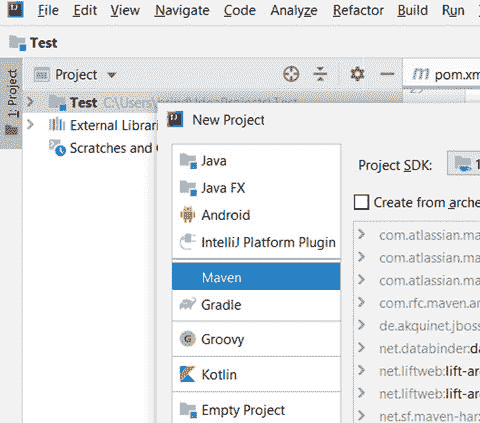 File Edit View Navigate Code Analyze Refactor Build Run
Test
Project
pom.xm
1: Project
Test
External Librari
Scratches and
New Project
Java
Java FX
Android
IntelliJ Platform Plugin
Maven
Gradle
Groovy
Kotlin
Empty Project
Project SDK: 1
Create from arche
com.atlassian.ma
com.atlassian.ma
com.atlassian.ma
com.rfc.maven.ar
de.akquinet.jboss
net.databinder:da
net.liftweb:lift-arc
net.liftweb:lift-arc
net.sf.maven-har: